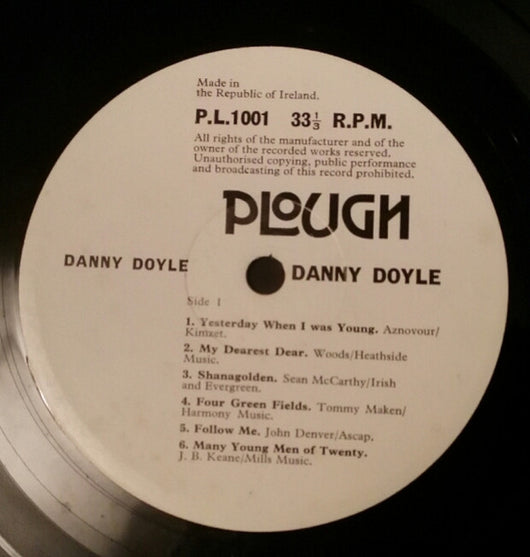 Made in
the Republic of Ireland.
P.L.1001 33⅓ R.P.M.
All rights of the manufacturer and of the
owner of the recorded works reserved.
Unauthorised copying, public performance
and broadcasting of this record prohibited.
PLOUGH
DANNY DOYLE DANNY DOYLE
Side 1
1. Yesterday When I was Young. Aznovour/
Kimzet.
2. My Dearest Dear. Woods/Heathside
Music.
3. Shanagolden. Sean McCarthy/Irish
and Evergreen.
4. Four Green Fields. Tommy Maken/
Harmony Music.
5. Follow Me. John Denver/Ascap.
6. Many Young Men of Twenty.
J. B. Keane/Mills Music.